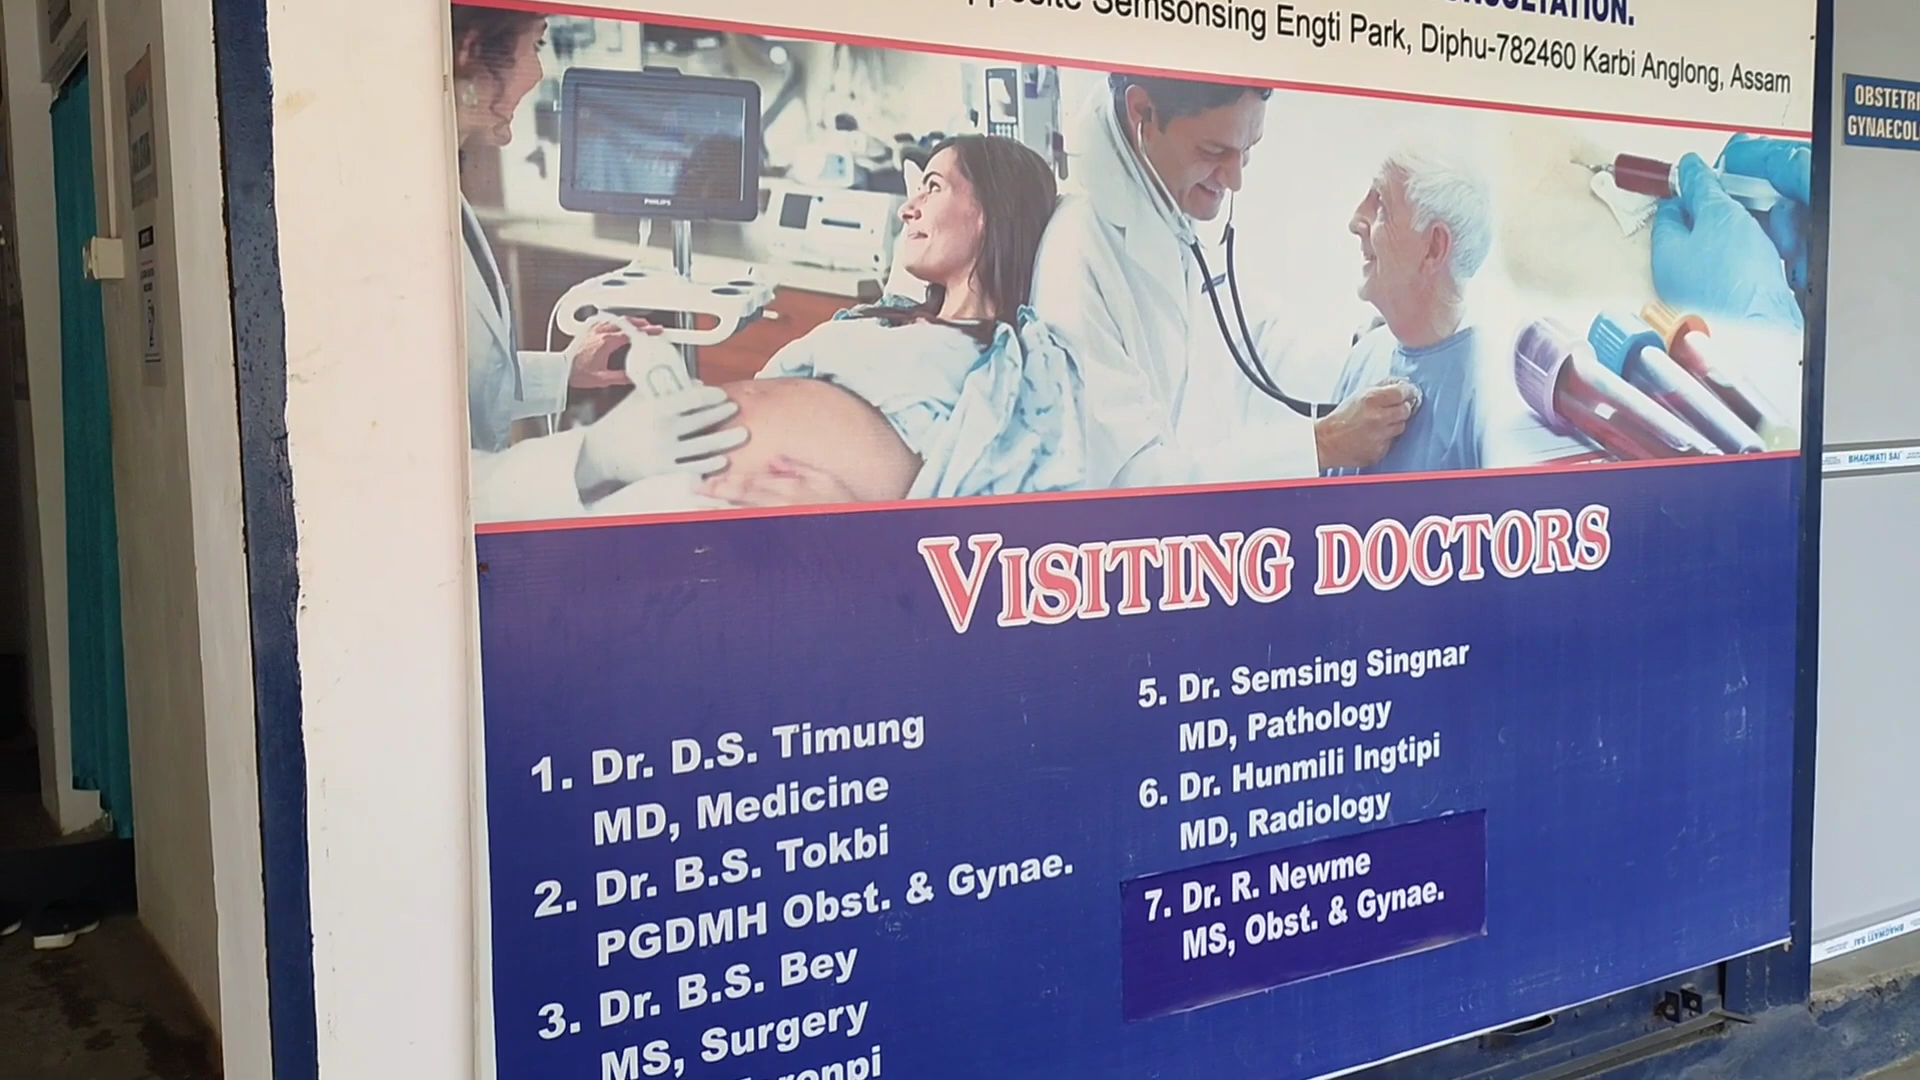 Semsonsing Engti Park, Diphu-782460 Karbi Anglong, Assam
PHILIPS
VISITING DOCTORS
1. Dr. D.S. Timung
MD, Medicine
2. Dr. B.S. Tokbi
PGDMH Obst. & Gynae.
3. Dr. B.S. Bey
MS, Surgery
5. Dr. Semsing Singnar
MD, Pathology
6. Dr. Hunmili Ingtipi
MD, Radiology
7. Dr. R. Newme
MS, Obst. & Gynae.
BHAGWATI SAI
BHAGWATI SAI